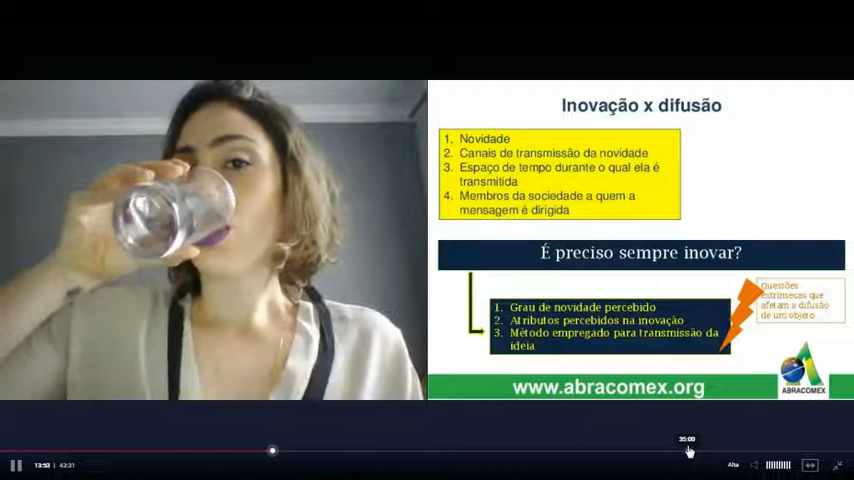 Inovação x difusão
1. Novidade
2. Canais de transmissão da novidade
3. Espaço de tempo durante o qual ela é
transmitida
4. Membros da sociedade a quem a
mensagem é dirigida
É preciso sempre inovar?
1. Grau de novidade percebido
2. Atributos percebidos na inovação
3. Método empregado para transmissão da
ideia
Questões
extrínsecas que
afetam a difusão
de um objeto
www.abracomex.org
ABRACOMEX
35:00
13:53 | 43:31
Alta